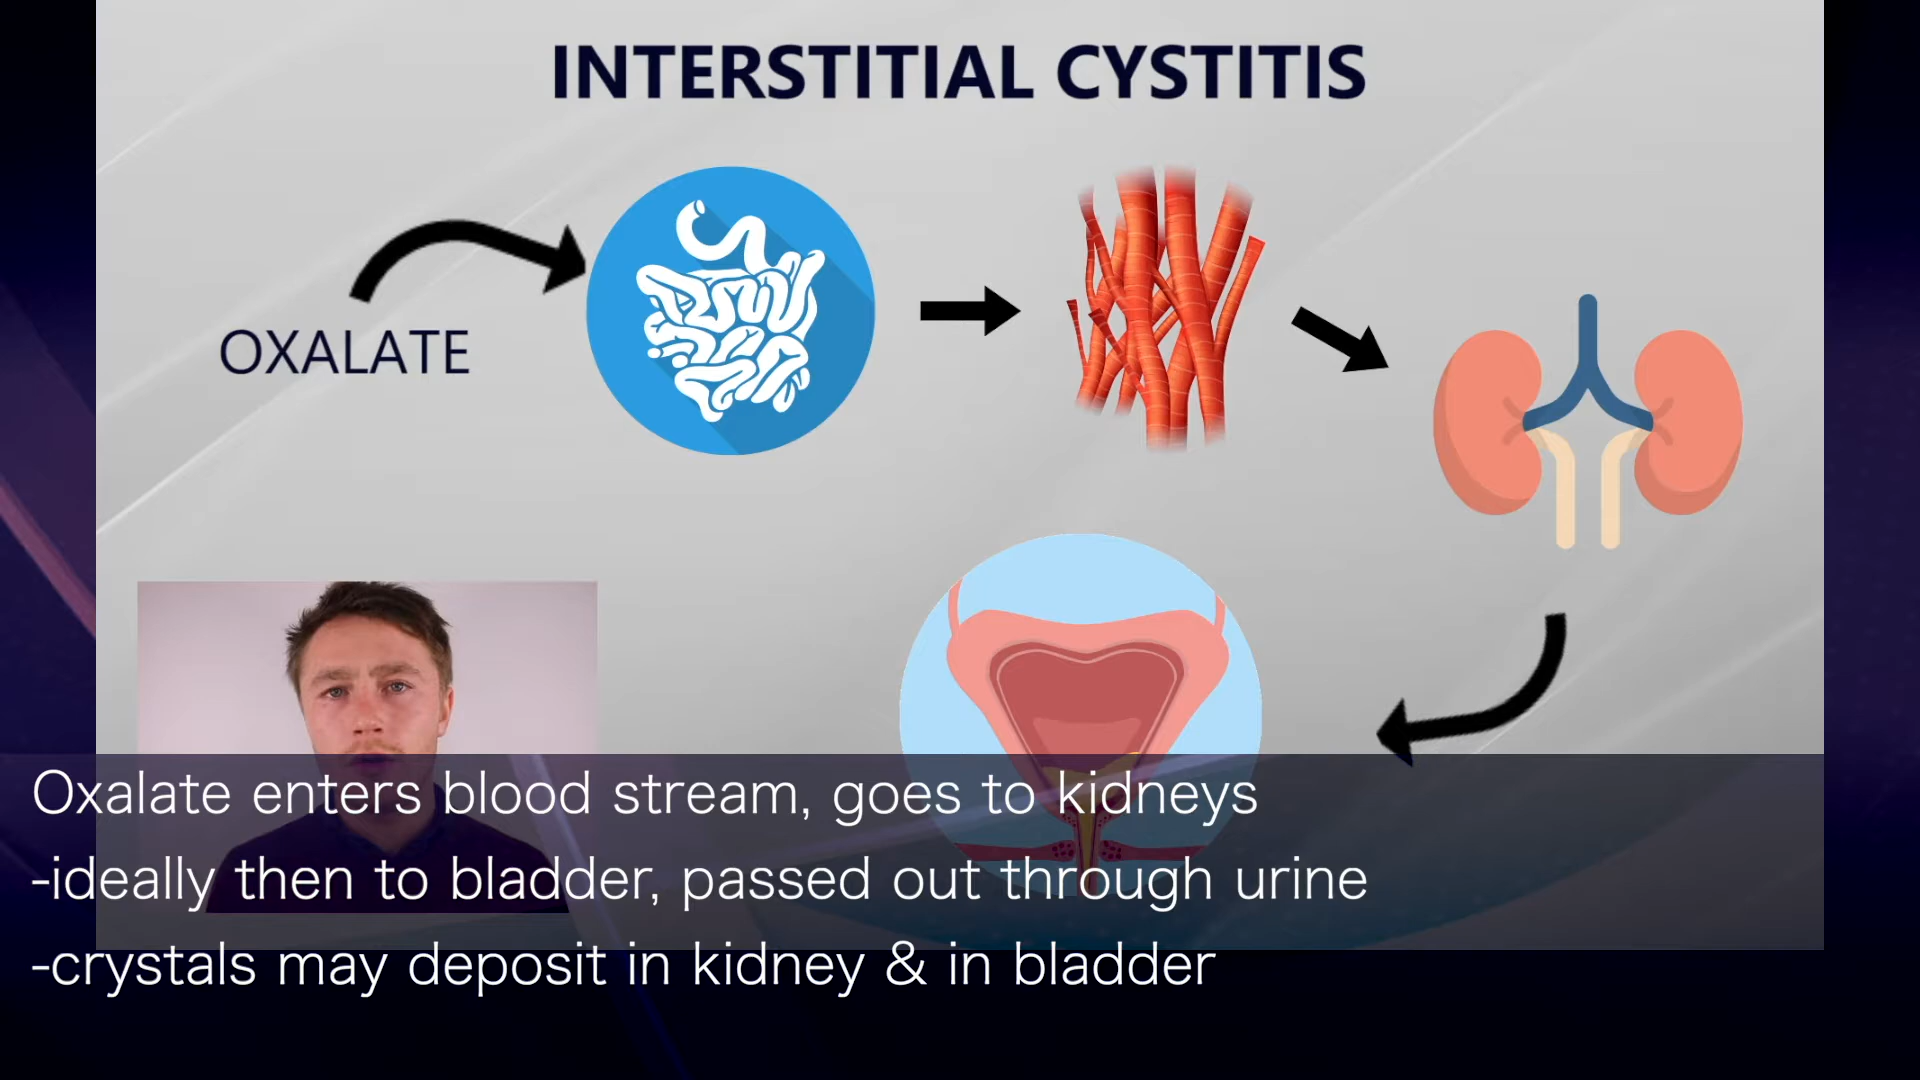 INTERSTITIAL CYSTITIS
OXALATE
Oxalate enters blood stream, goes to kidneys
-ideally then to bladder, passed out through urine
-crystals may deposit in kidney & in bladder